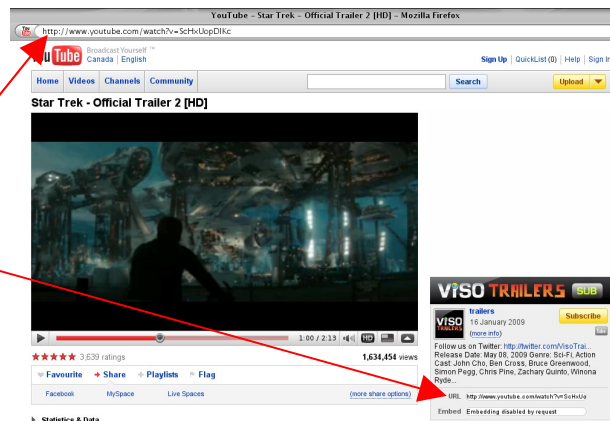 YouTube - Star Trek - Official Trailer 2 [HD] - Mozilla Firefox
http://www.youtube.com/watch?v=ScHxUopDlKc
You Tube Broadcast Yourself ™
Canada | English
Sign Up | QuickList (0) | Help | Sign In
Home Videos Channels Community Search Upload
Star Trek - Official Trailer 2 [HD]
1:00 / 2:13 HD
3,639 ratings 1,634,454 views
Favourite Share Playlists Flag
Facebook MySpace Live Spaces (more share options)
Statistics & Data
VISO TRAILERS SUB
VISO
TRAILERS
trailers
16 January 2009
(more info)
Subscribe
Follow us on Twitter: http://twitter.com/VisoTrai...
Release Date: May 08, 2009 Genre: Sci-Fi, Action
Cast: John Cho, Ben Cross, Bruce Greenwood,
Simon Pegg, Chris Pine, Zachary Quinto, Winona
Ryde...
URL http://www.youtube.com/watch?v=ScHxUo
Embed Embedding disabled by request